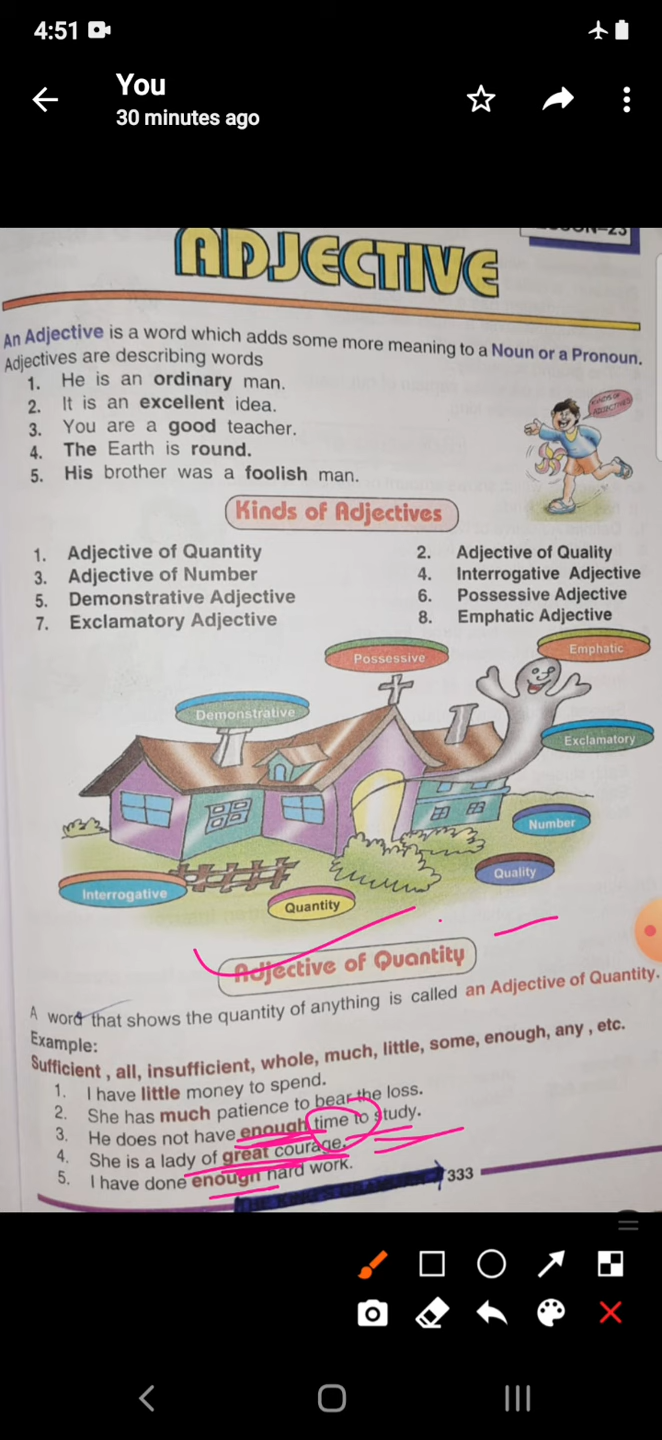 4:51
You
30 minutes ago
ADJECTIVE
An Adjective is a word which adds some more meaning to a Noun or a Pronoun.
Adjectives are describing words
1. He is an ordinary man.
2. It is an excellent idea.
3. You are a good teacher.
4. The Earth is round.
5. His brother was a foolish man.
KINDS OF
ADJECTIVES
Kinds of Adjectives
1. Adjective of Quantity 2. Adjective of Quality
3. Adjective of Number 4. Interrogative Adjective
5. Demonstrative Adjective 6. Possessive Adjective
7. Exclamatory Adjective 8. Emphatic Adjective
Possessive
Emphatic
Demonstrative
Exclamatory
Number
Quality
Interrogative
Quantity
Adjective of Quantity
A word that shows the quantity of anything is called an Adjective of Quantity.
Example:
Sufficient , all, insufficient, whole, much, little, some, enough, any , etc.
1. I have little money to spend.
2. She has much patience to bear the loss.
3. He does not have enough time to study.
4. She is a lady of great courage.
5. I have done enough hard work.
333